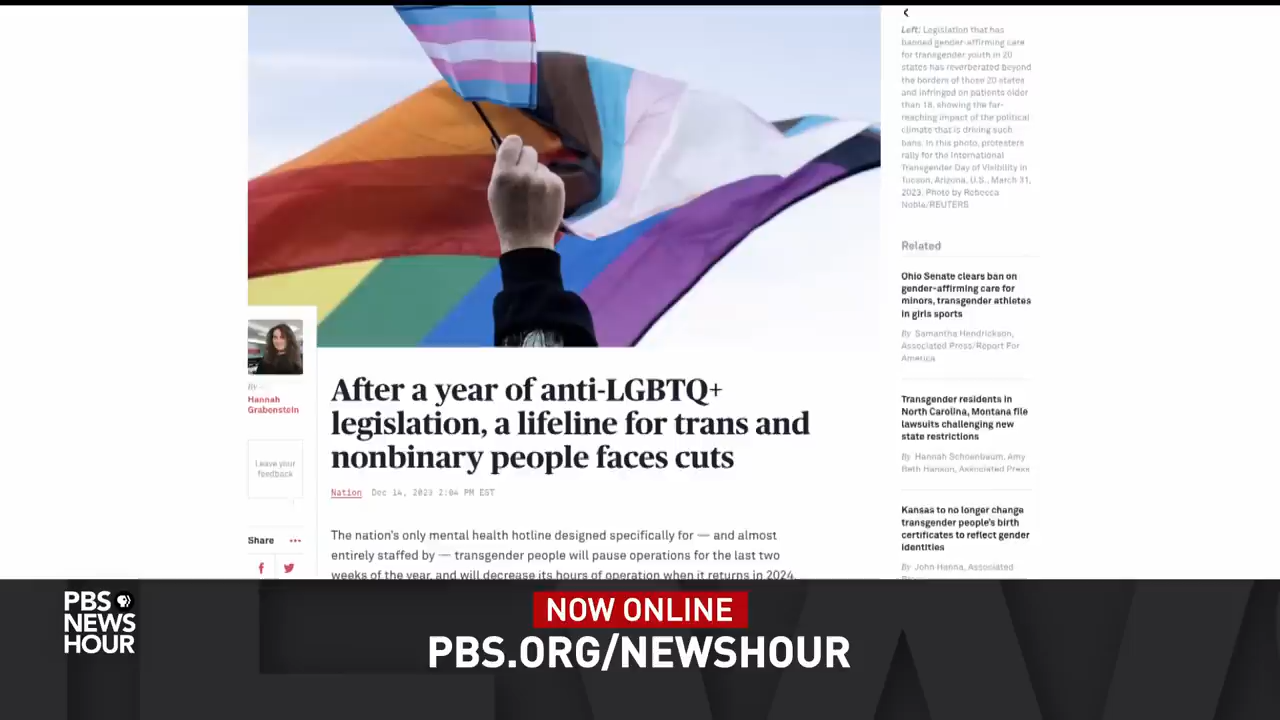 Left: Legislation that has
banned gender-affirming care
for transgender youth in 20
states has reverberated beyond
the borders of those 20 states
and infringed on patients older
than 18, showing the far-
reaching impact of the political
climate that is driving such
bans. In this photo, protesters
rally for the International
Transgender Day of Visibility in
Tucson, Arizona, U.S., March 31,
2023. Photo by Rebecca
Noble/REUTERS
Related
Ohio Senate clears ban on
gender-affirming care for
minors, transgender athletes
in girls sports
By Samantha Hendrickson,
Associated Press/Report For
America
Transgender residents in
North Carolina, Montana file
lawsuits challenging new
state restrictions
By Hannah Schoenbaum, Amy
Beth Hanson, Associated Press
Kansas to no longer change
transgender people's birth
certificates to reflect gender
identities
By John Hanna, Associated
By
Hannah
Grabenstein
Leave your
feedback
Share
After a year of anti-LGBTQ+
legislation, a lifeline for trans and
nonbinary people faces cuts
Nation Dec 14, 2023 2:04 PM EST
The nation's only mental health hotline designed specifically for — and almost
entirely staffed by — transgender people will pause operations for the last two
weeks of the year, and will decrease its hours of operation when it returns in 2024.
PBS
NEWS
HOUR
NOW ONLINE
PBS.ORG/NEWSHOUR